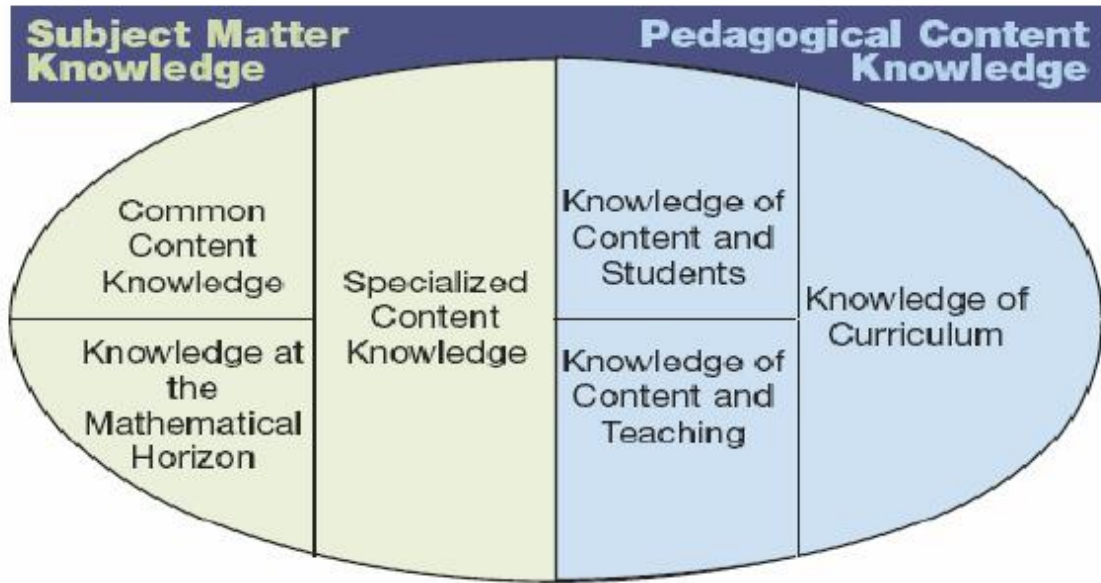 Subject Matter
Knowledge
Pedagogical Content
Knowledge
Common
Content
Knowledge
Knowledge at
the
Mathematical
Horizon
Specialized
Content
Knowledge
Knowledge of
Content and
Students
Knowledge of
Content and
Teaching
Knowledge of
Curriculum